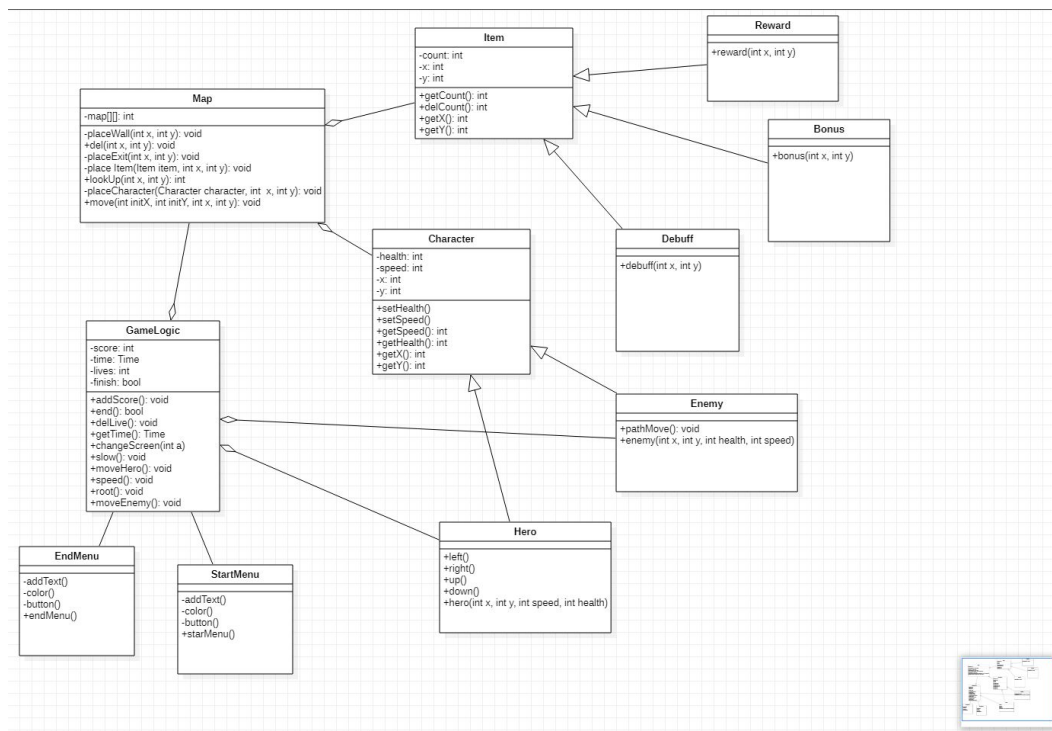 Reward
+reward(int x, int y)
Item
-count: int
-x: int
-y: int
+getCount(): int
+delCount(): int
+getX(): int
+getY(): int
Map
-map[][]: int
-placeWall(int x, int y): void
+del(int x, int y): void
-placeExit(int x, int y): void
-place Item(Item item, int x, int y): void
+lookUp(int x, int y): int
-placeCharacter(Character character, int  x, int y): void
+move(int initX, int initY, int x, int y): void
Bonus
+bonus(int x, int y)
Character
-health: int
-speed: int
-x: int
-y: int
+setHealth()
+setSpeed()
+getSpeed(): int
+getHealth(): int
+getX(): int
+getY(): int
Debuff
+debuff(int x, int y)
GameLogic
-score: int
-time: Time
-lives: int
-finish: bool
+addScore(): void
+end(): bool
+delLive(): void
+getTime(): Time
+changeScreen(int a)
+slow(): void
+moveHero(): void
+speed(): void
+root(): void
+moveEnemy(): void
Enemy
+pathMove(): void
+enemy(int x, int y, int health, int speed)
Hero
+left()
+right()
+up()
+down()
+hero(int x, int y, int speed, int health)
EndMenu
-addText()
-color()
-button()
+endMenu()
StartMenu
-addText()
-color()
-button()
+starMenu()